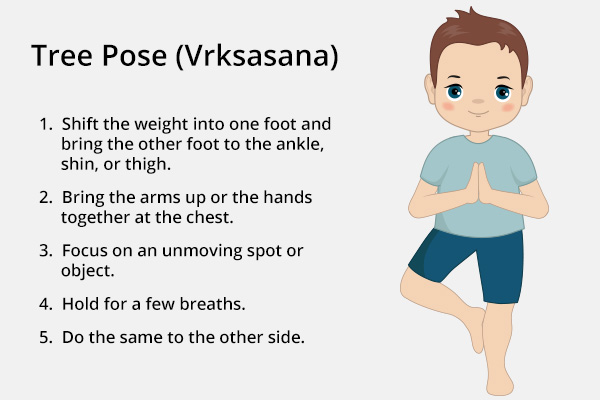 Tree Pose (Vrksasana)
1. Shift the weight into one foot and
bring the other foot to the ankle,
shin, or thigh.
2. Bring the arms up or the hands
together at the chest.
3. Focus on an unmoving spot or
object.
4. Hold for a few breaths.
5. Do the same to the other side.